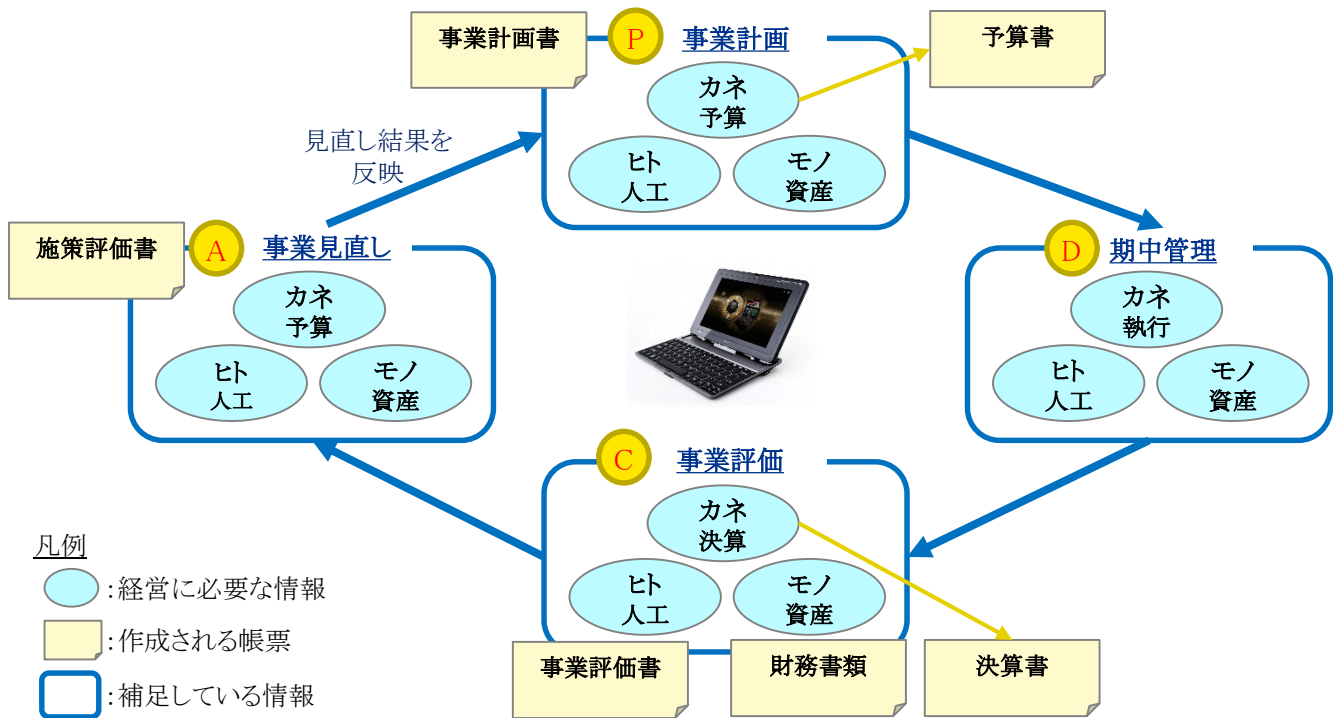 事業計画書
P
事業計画
予算書
カネ
予算
ヒト
人工
モノ
資産
見直し結果を
反映
施策評価書
A
事業見直し
カネ
予算
ヒト
人工
モノ
資産
D
期中管理
カネ
執行
ヒト
人工
モノ
資産
C
事業評価
カネ
決算
ヒト
人工
モノ
資産
事業評価書
財務書類
決算書
凡例
:経営に必要な情報
:作成される帳票
:補足している情報